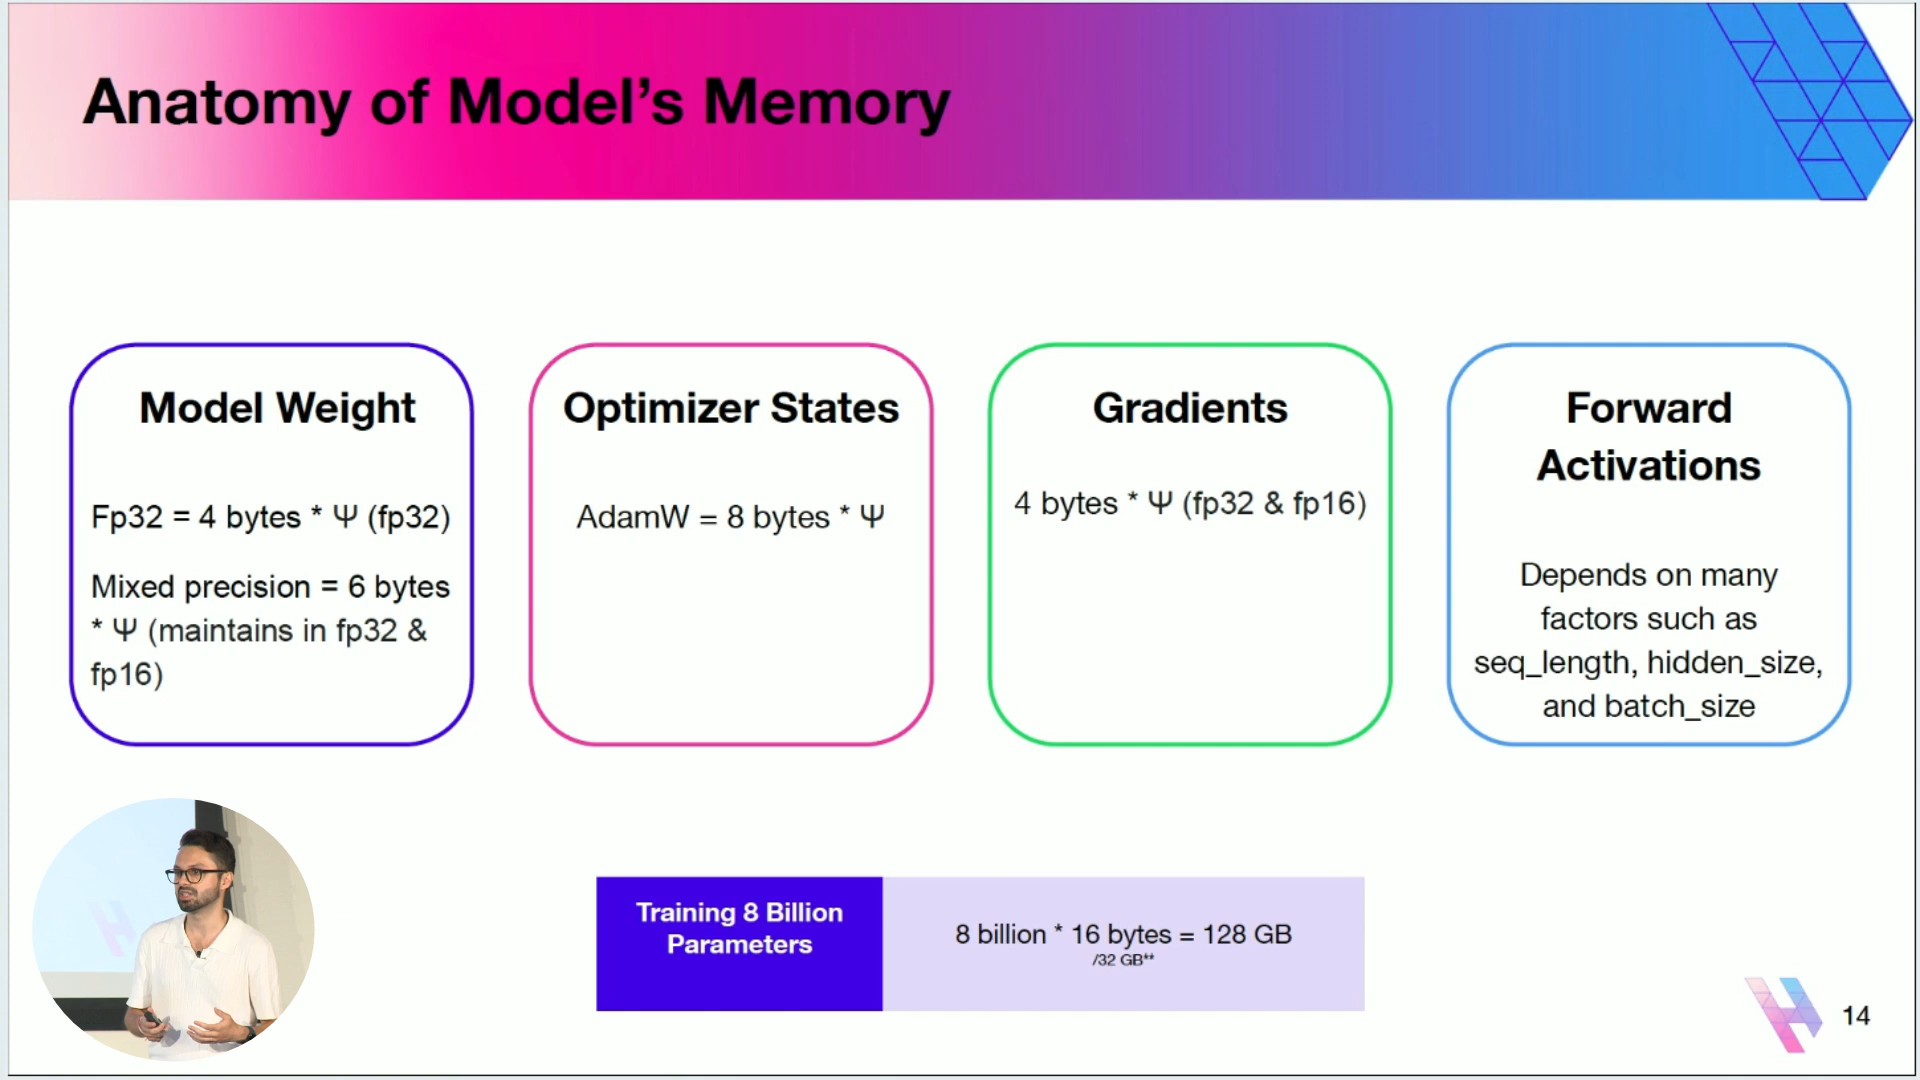 Anatomy of Model’s Memory
Model Weight
Fp32 = 4 bytes * Ψ (fp32)
Mixed precision = 6 bytes
* Ψ (maintains in fp32 &
fp16)
Optimizer States
AdamW = 8 bytes * Ψ
Gradients
4 bytes * Ψ (fp32 & fp16)
Forward
Activations
Depends on many
factors such as
seq_length, hidden_size,
and batch_size
Training 8 Billion
Parameters
8 billion * 16 bytes = 128 GB
/32 GB**
14